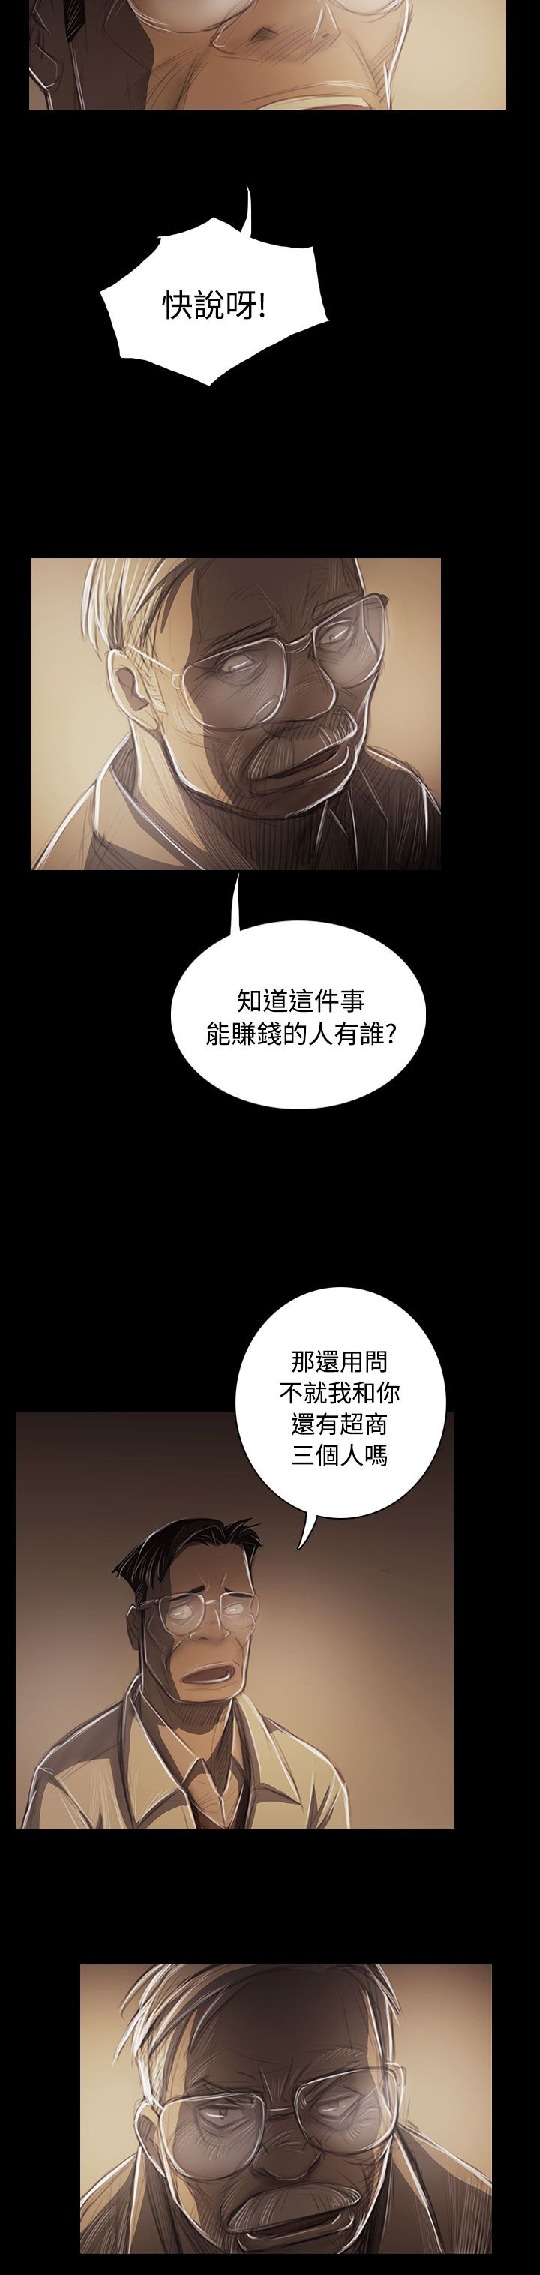 快說呀!
知道這件事
能賺錢的人有誰?
那還用問
不就我和你
還有超商
三個人嗎